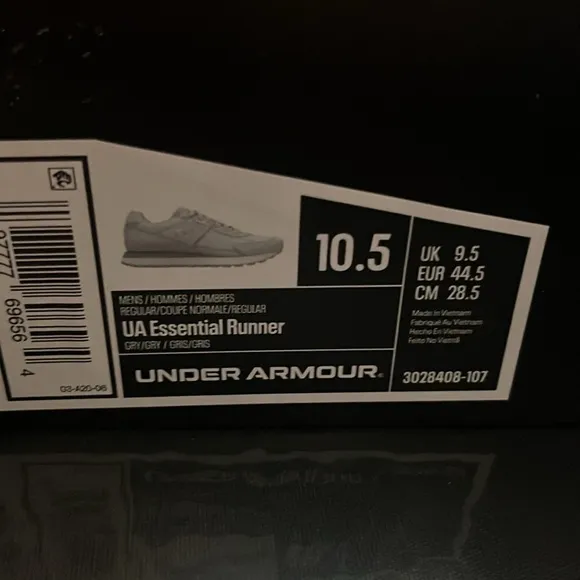 10.5
UK 9.5
EUR 44.5
CM 28.5
Made in Vietnam
Fabriqué Au Vietnam
Hecho En Vietnam
Feito No Vietnã
MENS / HOMMES / HOMBRES
REGULAR/COUPE NORMALE/REGULAR
UA Essential Runner
GRY/GRY / GRIS/GRIS
UNDER ARMOUR®
3028408-107
69656
4
03-A20-06